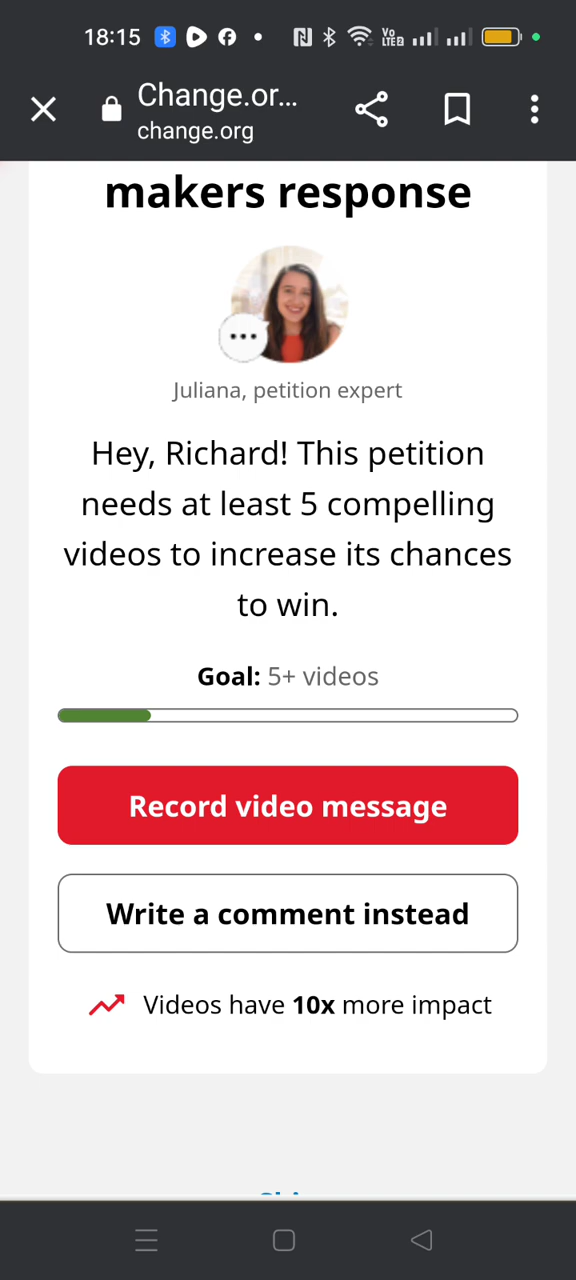 18:15
Vo
LTE2
Change.or...
change.org
makers response
Juliana, petition expert
Hey, Richard! This petition
needs at least 5 compelling
videos to increase its chances
to win.
Goal: 5+ videos
Record video message
Write a comment instead
Videos have 10x more impact